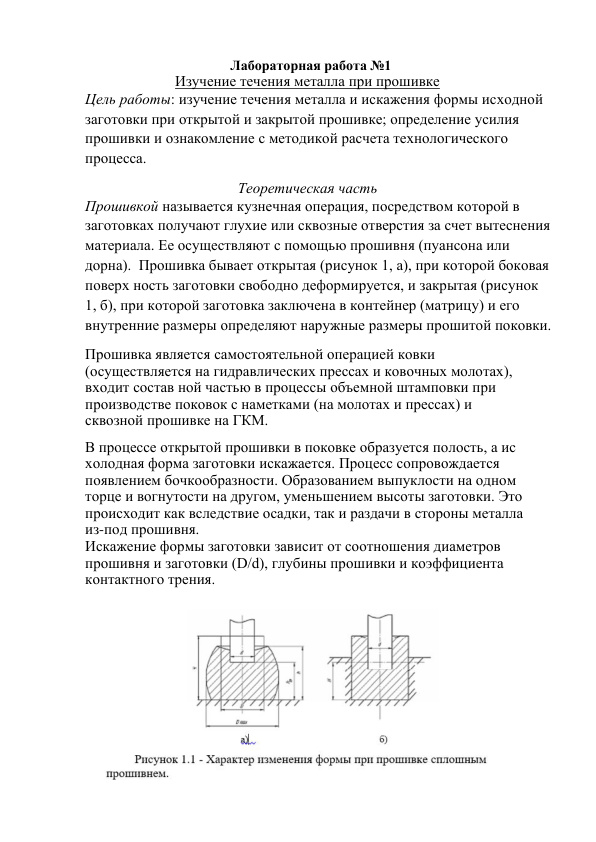 Лабораторная работа №1
Изучение течения металла при прошивке
Цель работы: изучение течения металла и искажения формы исходной
заготовки при открытой и закрытой прошивке; определение усилия
прошивки и ознакомление с методикой расчета технологического
процесса.
Теоретическая часть
Прошивкой называется кузнечная операция, посредством которой в
заготовках получают глухие или сквозные отверстия за счет вытеснения
материала. Ее осуществляют с помощью прошивня (пуансона или
дорна).  Прошивка бывает открытая (рисунок 1, а), при которой боковая
поверх ность заготовки свободно деформируется, и закрытая (рисунок
1, б), при которой заготовка заключена в контейнер (матрицу) и его
внутренние размеры определяют наружные размеры прошитой поковки.
Прошивка является самостоятельной операцией ковки
(осуществляется на гидравлических прессах и ковочных молотах),
входит состав ной частью в процессы объемной штамповки при
производстве поковок с наметками (на молотах и прессах) и
сквозной прошивке на ГКМ.
В процессе открытой прошивки в поковке образуется полость, а ис
холодная форма заготовки искажается. Процесс сопровождается
появлением бочкообразности. Образованием выпуклости на одном
торце и вогнутости на другом, уменьшением высоты заготовки. Это
происходит как вследствие осадки, так и раздачи в стороны металла
из-под прошивня.
Искажение формы заготовки зависит от соотношения диаметров
прошивня и заготовки (D/d), глубины прошивки и коэффициента
контактного трения.
а)
б)
Рисунок 1.1 - Характер изменения формы при прошивке сплошным
прошивнем.